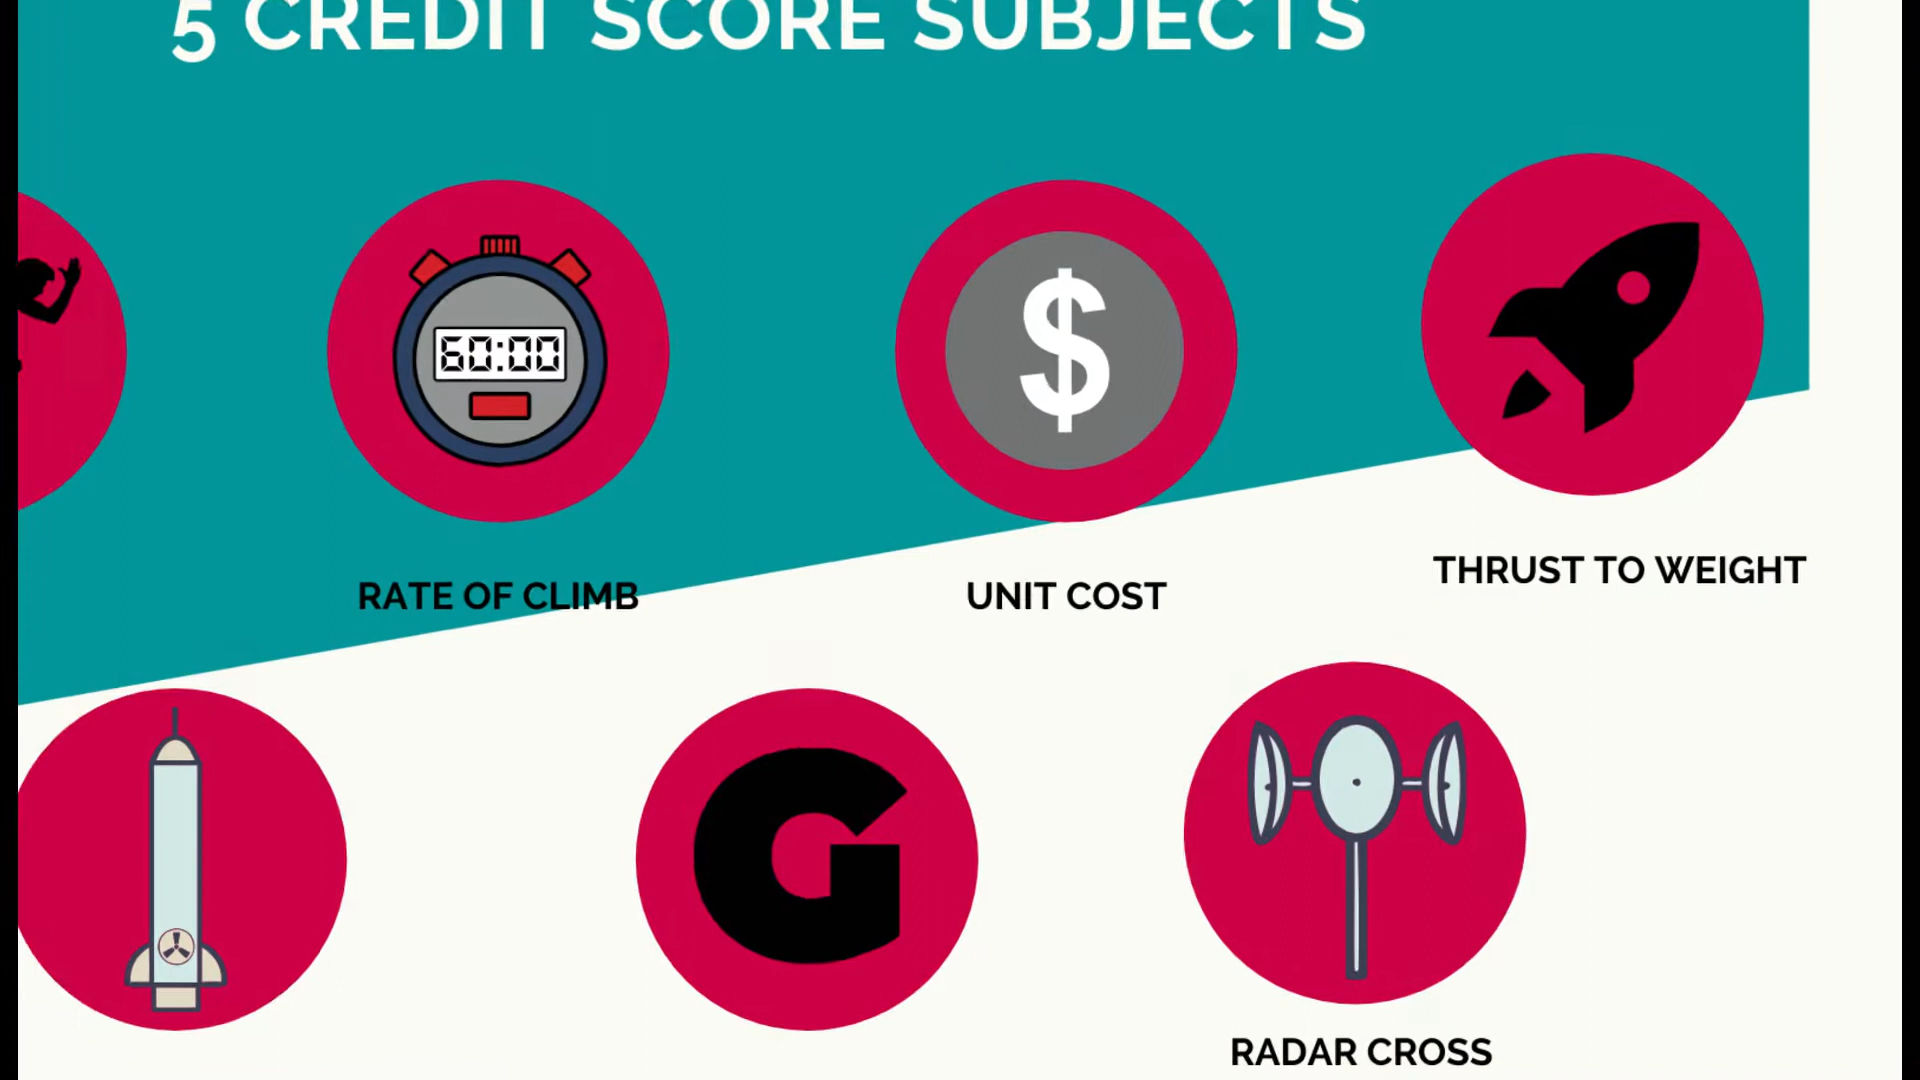 5 CREDIT SCORE SUBJECTS
60:00
$
RATE OF CLIMB
UNIT COST
THRUST TO WEIGHT
G
RADAR CROSS